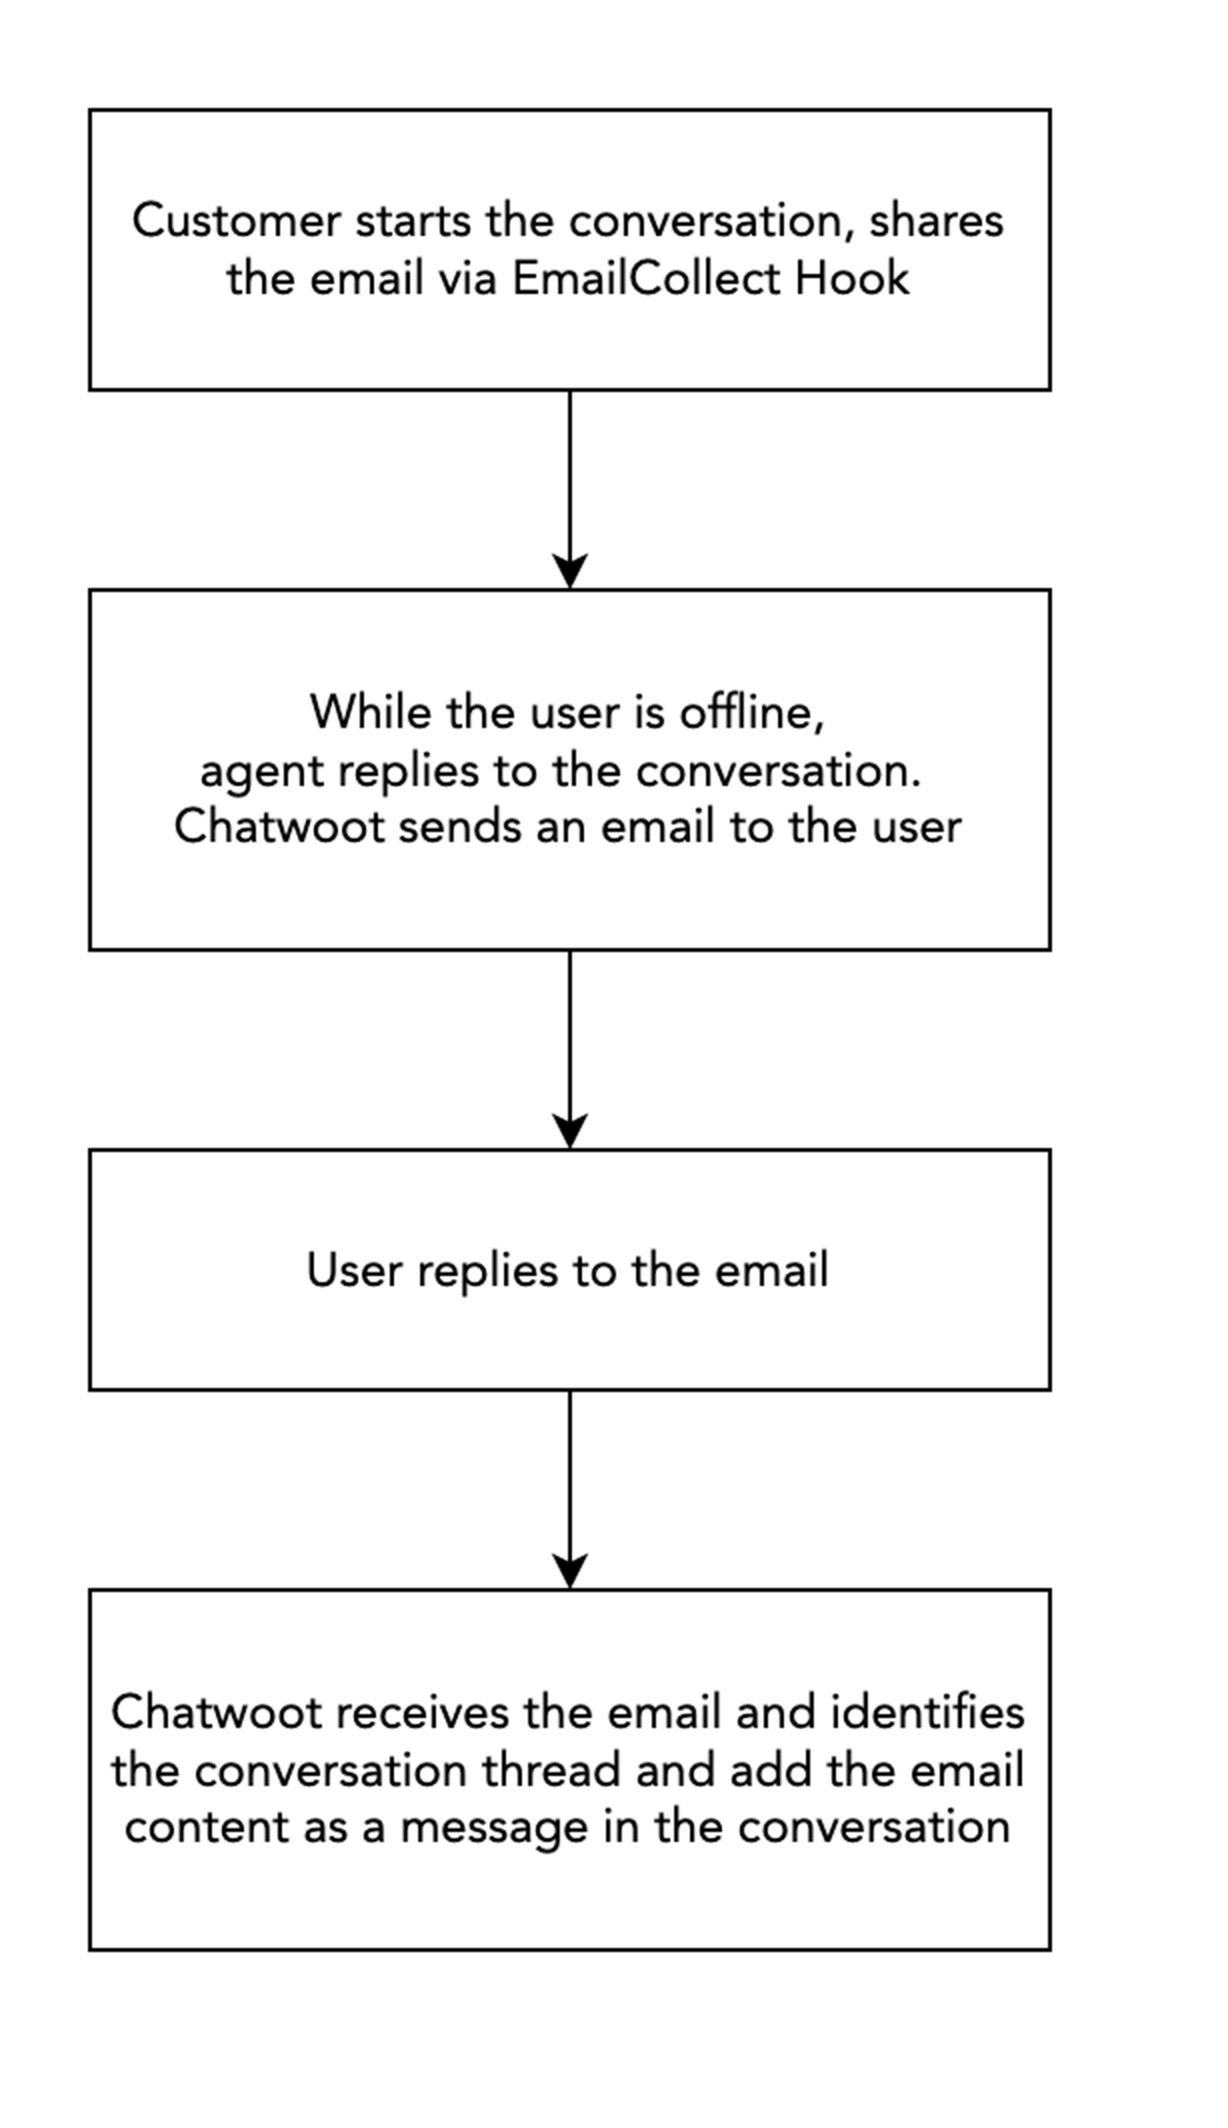 Customer starts the conversation, shares
the email via EmailCollect Hook
While the user is offline,
agent replies to the conversation.
Chatwoot sends an email to the user
User replies to the email
Chatwoot receives the email and identifies
the conversation thread and add the email
content as a message in the conversation